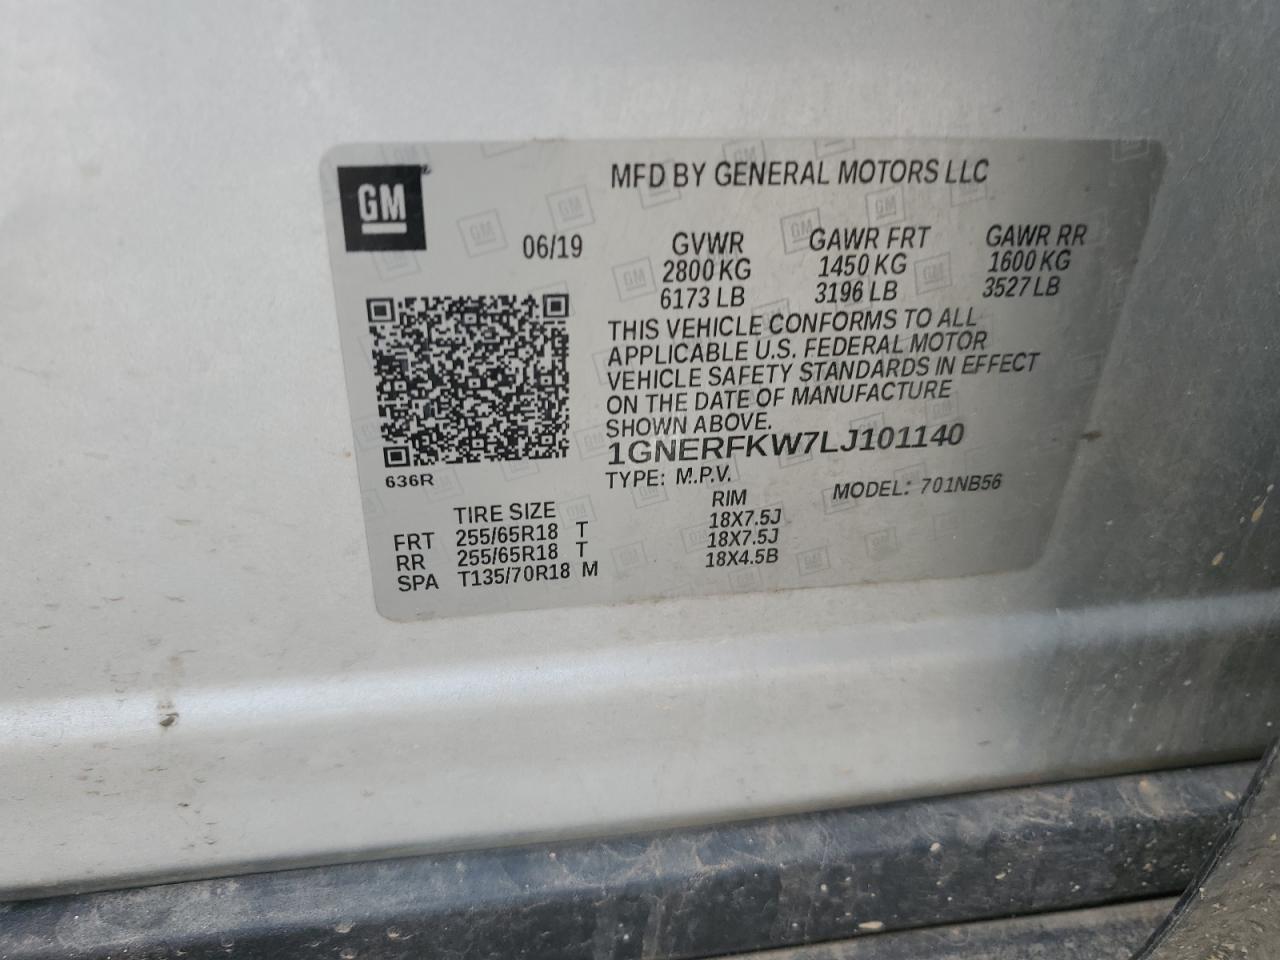 GM
MFD BY GENERAL MOTORS LLC
06/19
GVWR GAWR FRT GAWR RR
2800 KG 1450 KG 1600 KG
6173 LB 3196 LB 3527 LB
THIS VEHICLE CONFORMS TO ALL
APPLICABLE U.S. FEDERAL MOTOR
VEHICLE SAFETY STANDARDS IN EFFECT
ON THE DATE OF MANUFACTURE
SHOWN ABOVE.
1GNERFKW7LJ101140
636R
TYPE: M.P.V.
MODEL: 701NB56
TIRE SIZE RIM
FRT 255/65R18 T 18X7.5J
RR 255/65R18 T 18X7.5J
SPA T135/70R18 M 18X4.5B